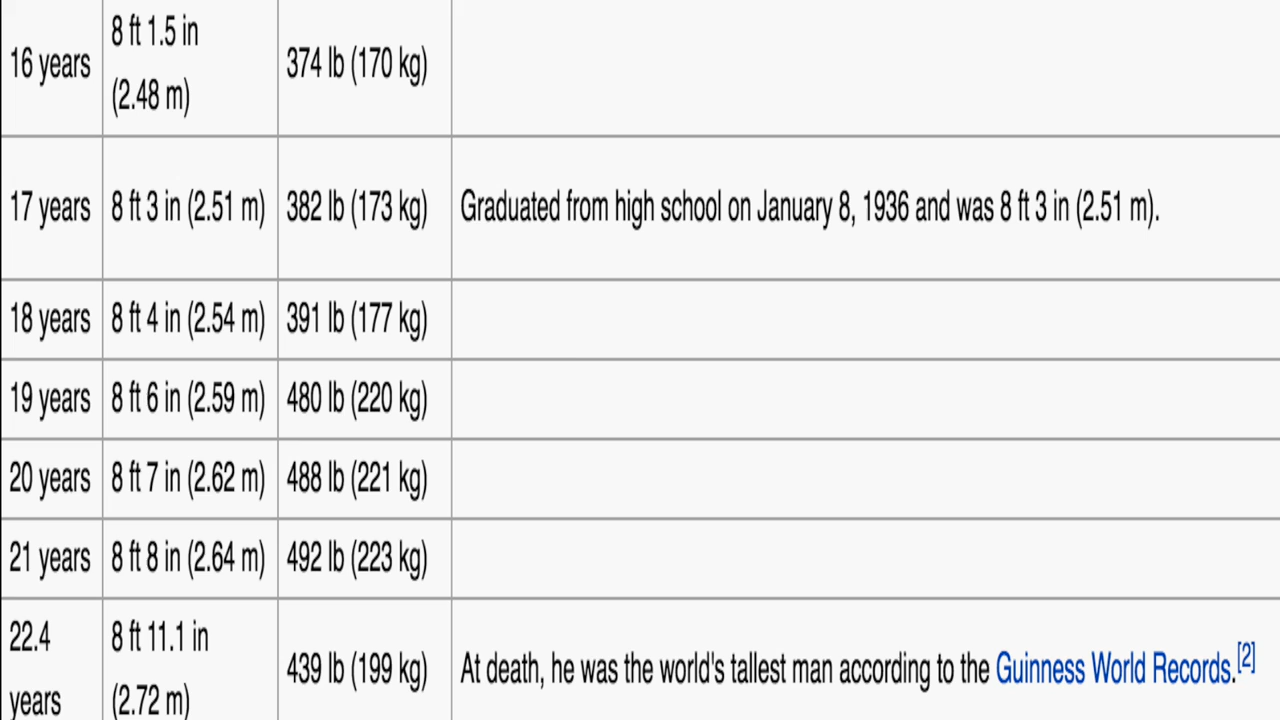 16 years 8 ft 1.5 in (2.48 m) 374 lb (170 kg)
17 years 8 ft 3 in (2.51 m) 382 lb (173 kg) Graduated from high school on January 8, 1936 and was 8 ft 3 in (2.51 m).
18 years 8 ft 4 in (2.54 m) 391 lb (177 kg)
19 years 8 ft 6 in (2.59 m) 480 lb (220 kg)
20 years 8 ft 7 in (2.62 m) 488 lb (221 kg)
21 years 8 ft 8 in (2.64 m) 492 lb (223 kg)
22.4 years 8 ft 11.1 in (2.72 m) 439 lb (199 kg) At death, he was the world's tallest man according to the Guinness World Records.[2]